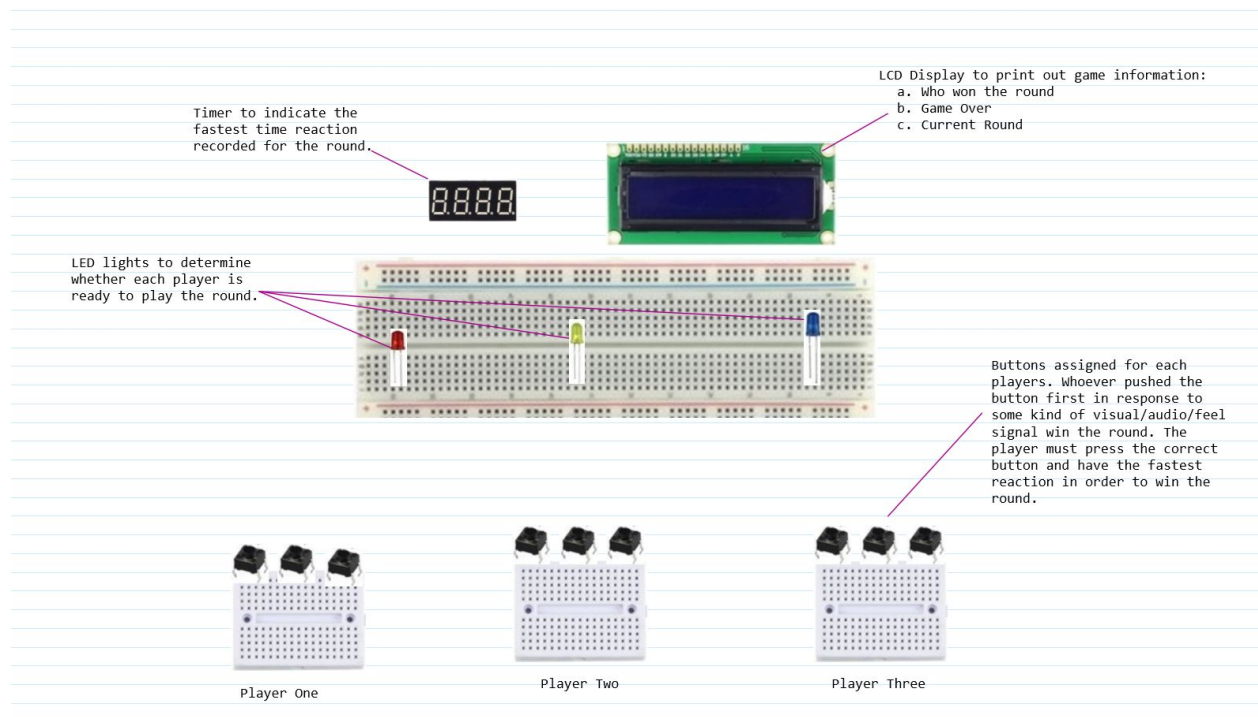 LCD Display to print out game information:
a. Who won the round
b. Game Over
c. Current Round
Timer to indicate the
fastest time reaction
recorded for the round.
LED lights to determine
whether each player is
ready to play the round.
Buttons assigned for each
players. Whoever pushed the
button first in response to
some kind of visual/audio/feel
signal win the round. The
player must press the correct
button and have the fastest
reaction in order to win the
round.
Player One
Player Two
Player Three